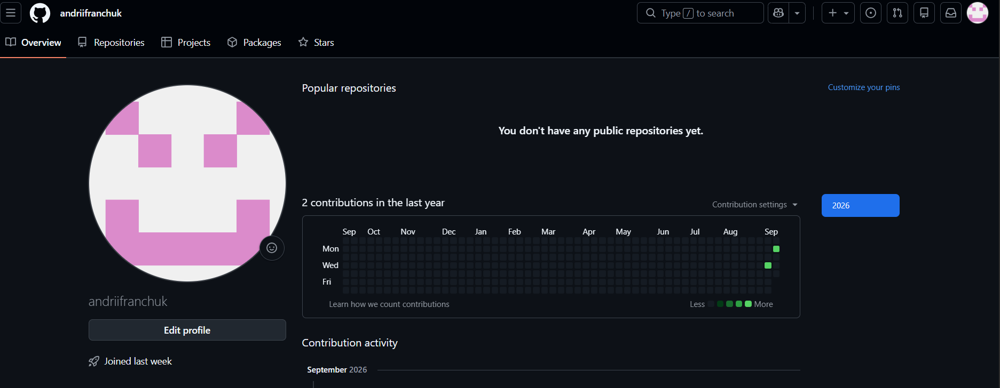 andriifranchuk
Type / to search
Overview
Repositories
Projects
Packages
Stars
Popular repositories
Customize your pins
You don't have any public repositories yet.
2 contributions in the last year
Contribution settings
2026
Sep Oct Nov Dec Jan Feb Mar Apr May Jun Jul Aug Sep
Mon
Wed
Fri
Learn how we count contributions
Less More
andriifranchuk
Edit profile
Joined last week
Contribution activity
September 2026